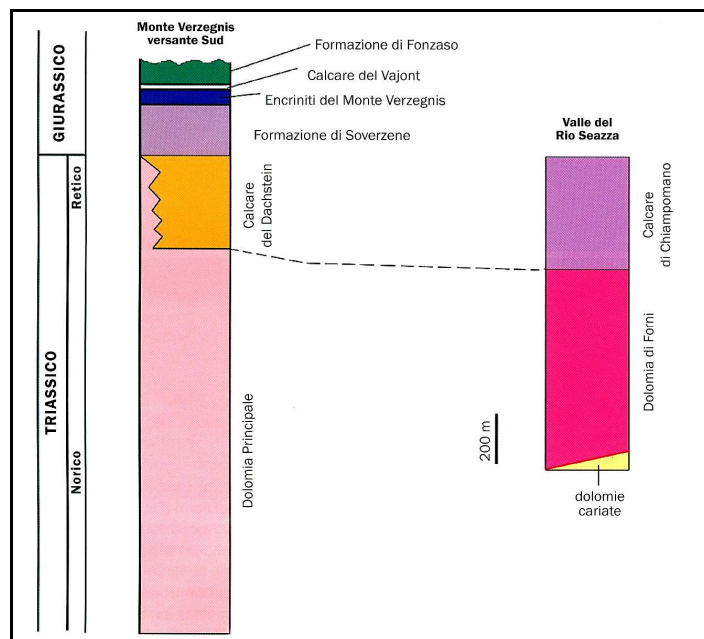 Monte Verzegnis
versante Sud
Formazione di Fonzaso
Calcare del Vajont
Encriniti del Monte Verzegnis
Formazione di Soverzene
GIURASSICO
Retico
Calcare
del Dachstein
TRIASSICO
Norico
Dolomia Principale
Valle del
Rio Seazza
Calcare
di Chiampomano
Dolomia di Forni
200 m
dolomie
cariate